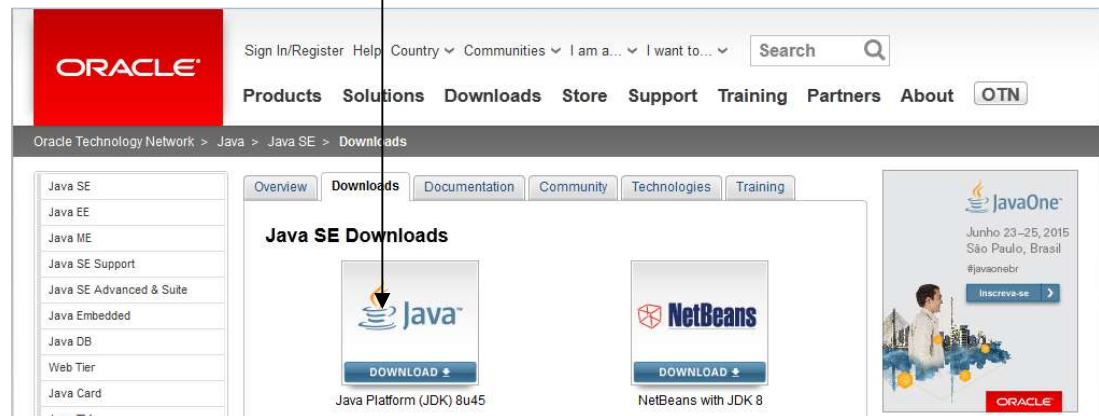 ORACLE
Sign In/Register Help Country Communities I am a... I want to... Search
Products Solutions Downloads Store Support Training Partners About OTN
Oracle Technology Network > Java > Java SE > Downloads
Java SE
Java EE
Java ME
Java SE Support
Java SE Advanced & Suite
Java Embedded
Java DB
Web Tier
Java Card
Overview Downloads Documentation Community Technologies Training
Java SE Downloads
Java
DOWNLOAD
Java Platform (JDK) 8u45
NetBeans
DOWNLOAD
NetBeans with JDK 8
JavaOne
Junho 23–25, 2015
São Paulo, Brasil
#javaonebr
Inscreva-se
ORACLE